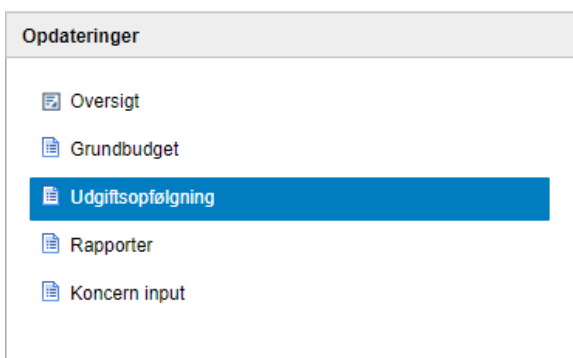 Opdateringer
Oversigt
Grundbudget
Udgiftsopfølgning
Rapporter
Koncern input